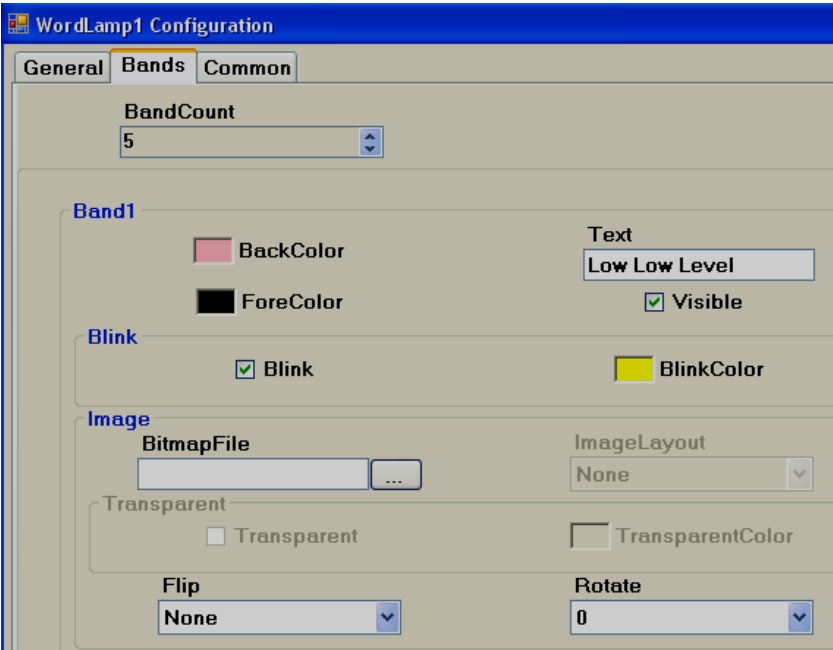 WordLamp1 Configuration
General Bands Common
BandCount
5
Band1
BackColor
Text
Low Low Level
ForeColor
Visible
Blink
Blink
BlinkColor
Image
BitmapFile
ImageLayout
...
None
Transparent
Transparent
TransparentColor
Flip
Rotate
None
0